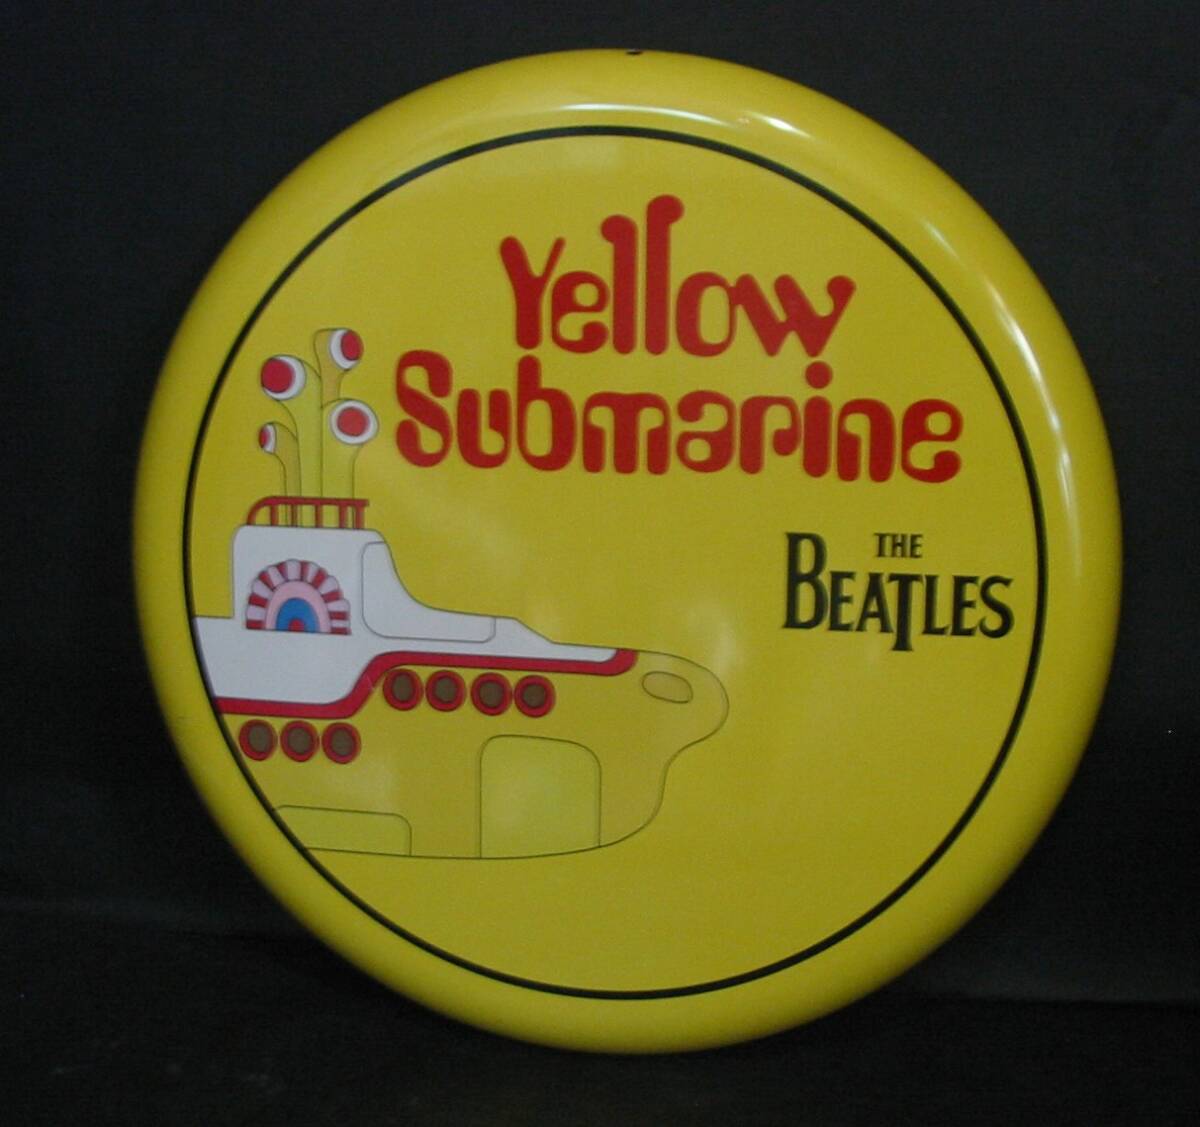 Yellow
Submarine
THE
BEATLES